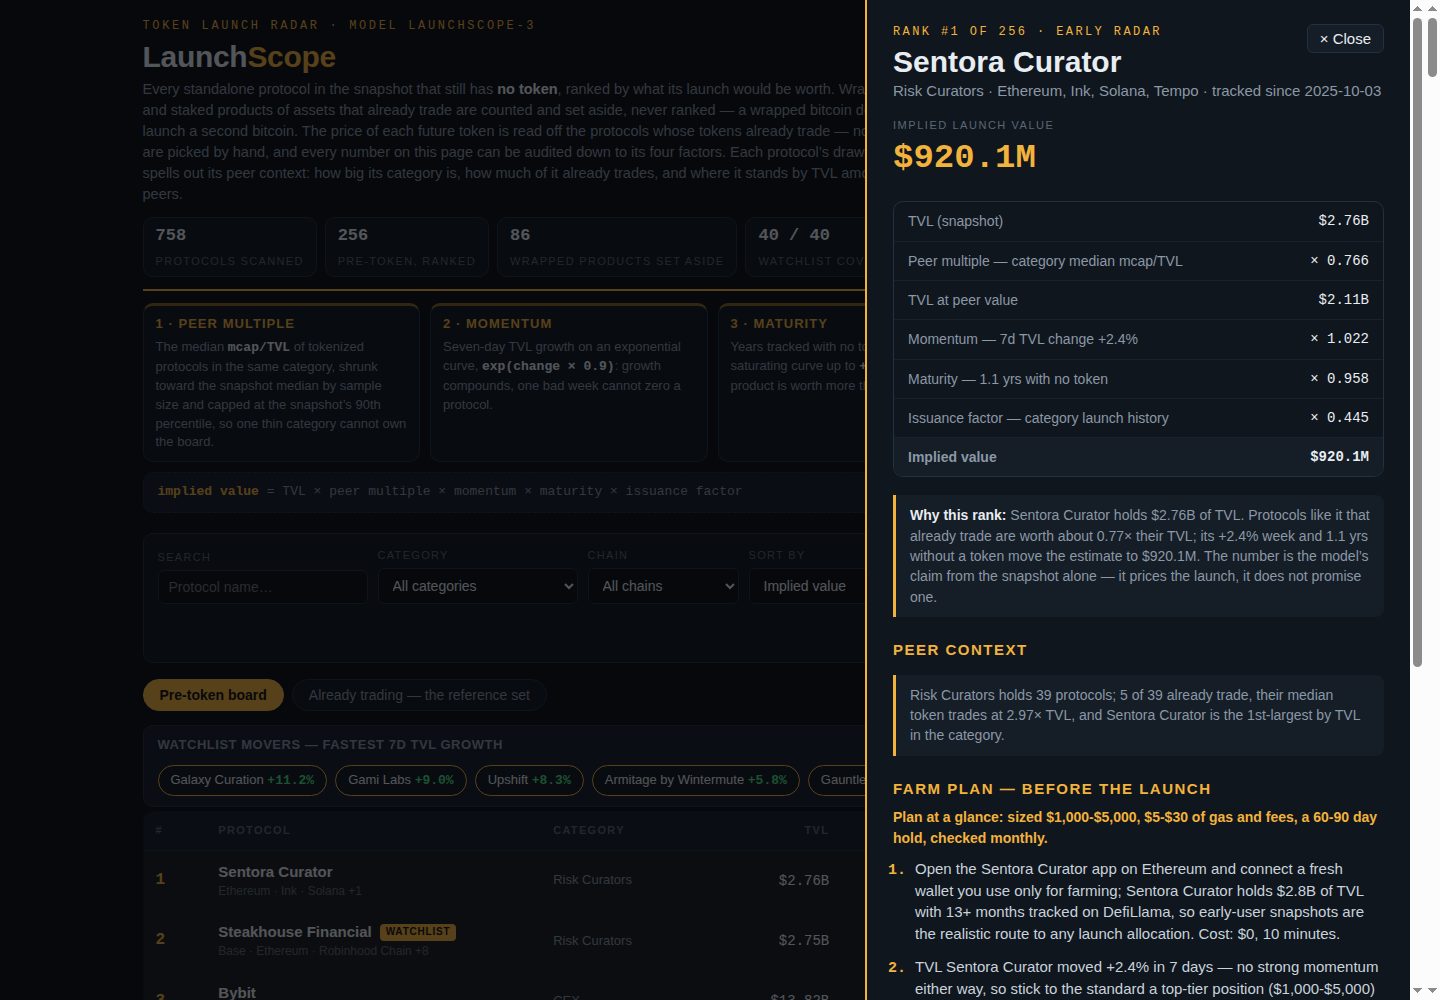 TOKEN LAUNCH RADAR · MODEL LAUNCHSCOPE-3
LaunchScope
Every standalone protocol in the snapshot that still has no token, ranked by what its launch would be worth. Wra
and staked products of assets that already trade are counted and set aside, never ranked — a wrapped bitcoin d
launch a second bitcoin. The price of each future token is read off the protocols whose tokens already trade — no
are picked by hand, and every number on this page can be audited down to its four factors. Each protocol's draw
spells out its peer context: how big its category is, how much of it already trades, and where it stands by TVL amo
peers.
758
PROTOCOLS SCANNED
256
PRE-TOKEN, RANKED
86
WRAPPED PRODUCTS SET ASIDE
40 / 40
WATCHLIST COV
1 · PEER MULTIPLE
The median mcap/TVL of tokenized
protocols in the same category, shrunk
toward the snapshot median by sample
size and capped at the snapshot's 90th
percentile, so one thin category cannot own
the board.
2 · MOMENTUM
Seven-day TVL growth on an exponential
curve, exp(change × 0.9): growth
compounds, one bad week cannot zero a
protocol.
3 · MATURITY
Years tracked with no to
saturating curve up to +
product is worth more th
implied value = TVL × peer multiple × momentum × maturity × issuance factor
SEARCH
Protocol name…
CATEGORY
All categories
CHAIN
All chains
SORT BY
Implied value
Pre-token board
Already trading — the reference set
WATCHLIST MOVERS — FASTEST 7D TVL GROWTH
Galaxy Curation +11.2%
Gami Labs +9.0%
Upshift +8.3%
Armitage by Wintermute +5.8%
Gauntle
# PROTOCOL CATEGORY TVL
1 Sentora Curator Risk Curators $2.76B
Ethereum · Ink · Solana +1
2 Steakhouse Financial WATCHLIST Risk Curators $2.75B
Base · Ethereum · Robinhood Chain +8
3 Bybit CEX $13.82B
RANK #1 OF 256 · EARLY RADAR
× Close
Sentora Curator
Risk Curators · Ethereum, Ink, Solana, Tempo · tracked since 2025-10-03
IMPLIED LAUNCH VALUE
$920.1M
TVL (snapshot) $2.76B
Peer multiple — category median mcap/TVL × 0.766
TVL at peer value $2.11B
Momentum — 7d TVL change +2.4% × 1.022
Maturity — 1.1 yrs with no token × 0.958
Issuance factor — category launch history × 0.445
Implied value $920.1M
Why this rank: Sentora Curator holds $2.76B of TVL. Protocols like it that
already trade are worth about 0.77× their TVL; its +2.4% week and 1.1 yrs
without a token move the estimate to $920.1M. The number is the model's
claim from the snapshot alone — it prices the launch, it does not promise
one.
PEER CONTEXT
Risk Curators holds 39 protocols; 5 of 39 already trade, their median
token trades at 2.97× TVL, and Sentora Curator is the 1st-largest by TVL
in the category.
FARM PLAN — BEFORE THE LAUNCH
Plan at a glance: sized $1,000-$5,000, $5-$30 of gas and fees, a 60-90 day
hold, checked monthly.
1. Open the Sentora Curator app on Ethereum and connect a fresh
wallet you use only for farming; Sentora Curator holds $2.8B of TVL
with 13+ months tracked on DefiLlama, so early-user snapshots are
the realistic route to any launch allocation. Cost: $0, 10 minutes.
2. TVL Sentora Curator moved +2.4% in 7 days — no strong momentum
either way, so stick to the standard a top-tier position ($1,000-$5,000)